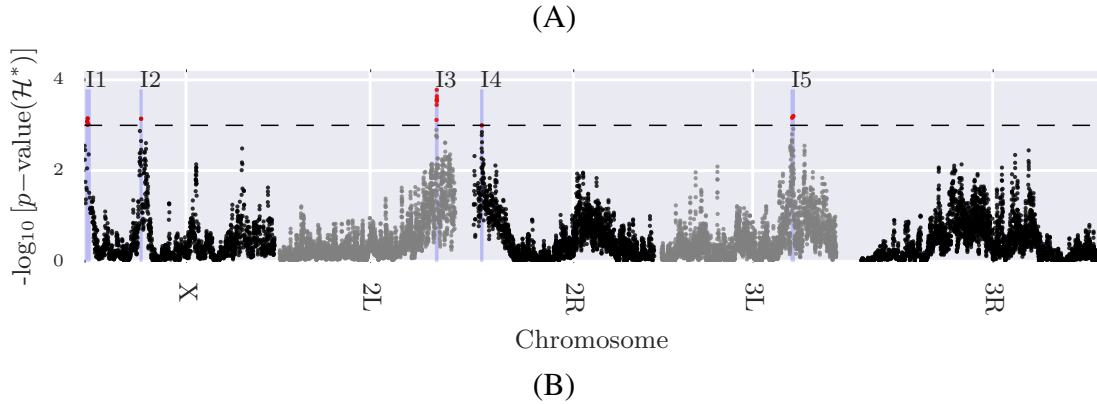 (A)
-log10 [p−value(H*)]
4
2
0
I1 I2 I3 I4 I5
X 2L 2R 3L 3R
Chromosome
(B)